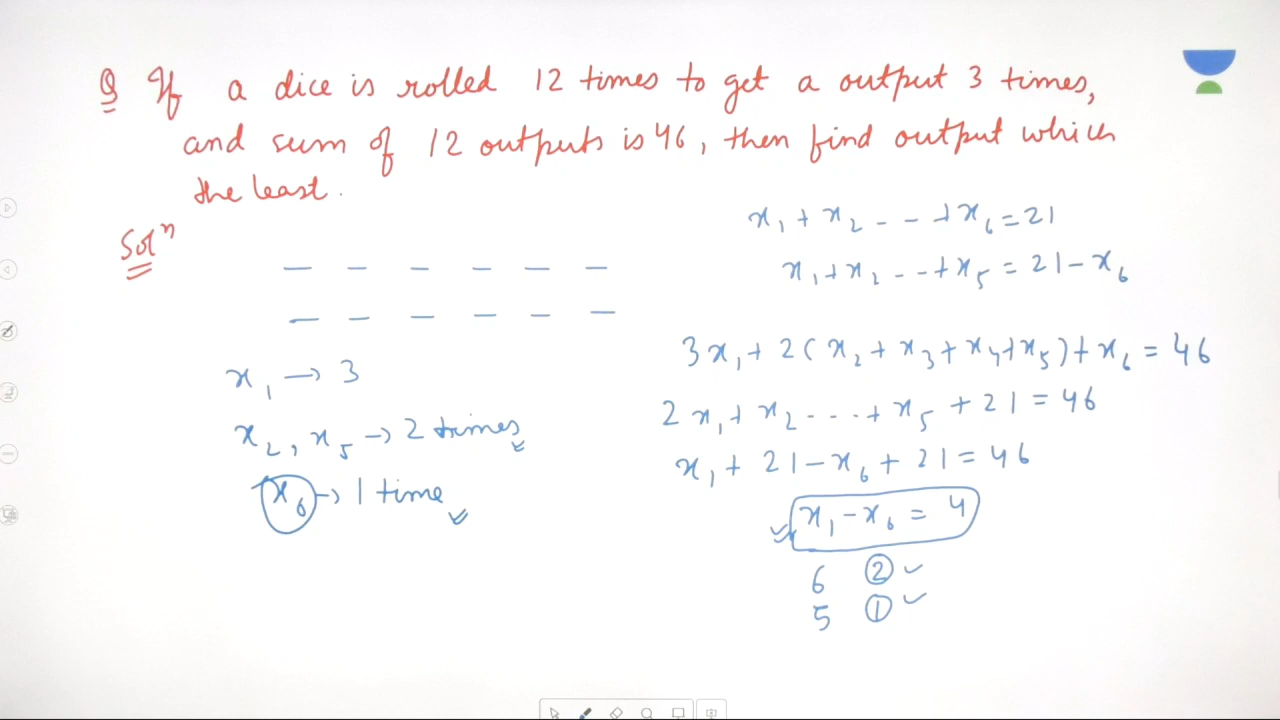 Q If a dice is rolled 12 times to get a output 3 times,
and sum of 12 outputs is 46, then find output which
the least.
Solⁿ
x₁ → 3
x₂, x₅ → 2 times
x₆ → 1 time
x₁ + x₂ - - + x₆ = 21
x₁ + x₂ - - + x₅ = 21 - x₆
3x₁ + 2(x₂ + x₃ + x₄ + x₅) + x₆ = 46
2x₁ + x₂ - - - + x₅ + 21 = 46
x₁ + 21 - x₆ + 21 = 46
x₁ - x₆ = 4
6 2
5 1